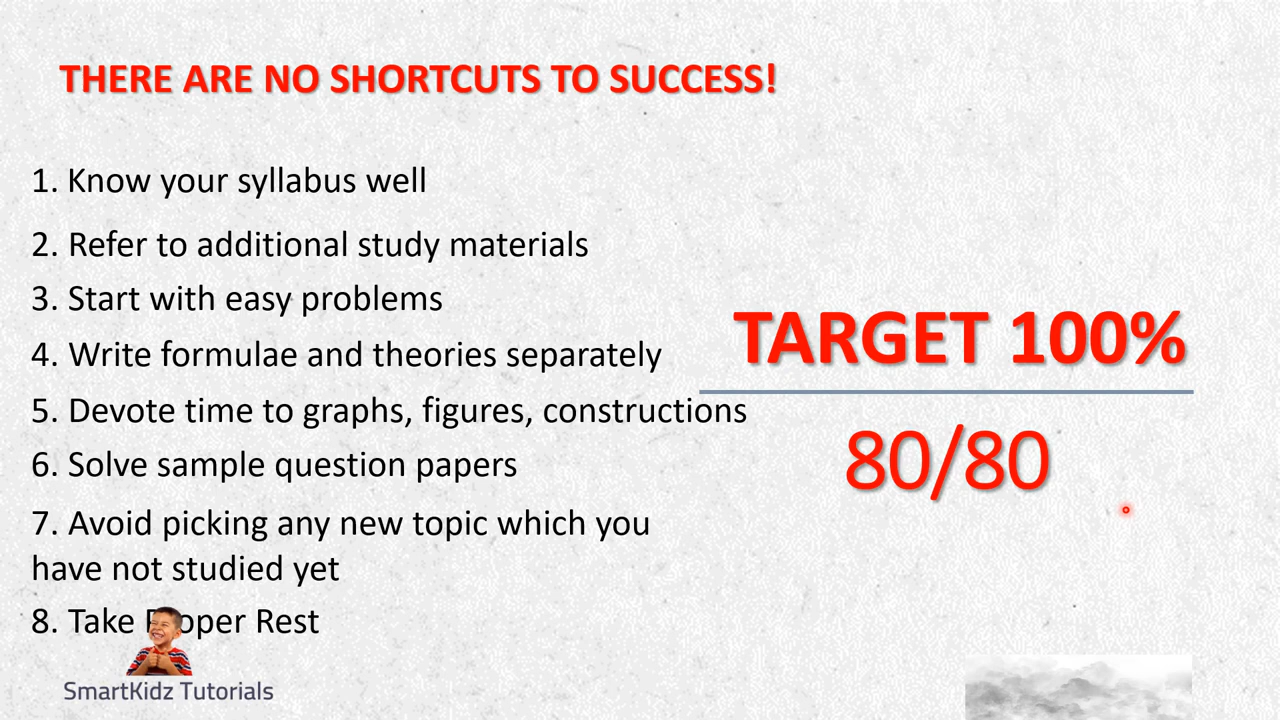 THERE ARE NO SHORTCUTS TO SUCCESS!
1. Know your syllabus well
2. Refer to additional study materials
3. Start with easy problems
4. Write formulae and theories separately
5. Devote time to graphs, figures, constructions
6. Solve sample question papers
7. Avoid picking any new topic which you
have not studied yet
8. Take Proper Rest
TARGET 100%
80/80
SmartKidz Tutorials